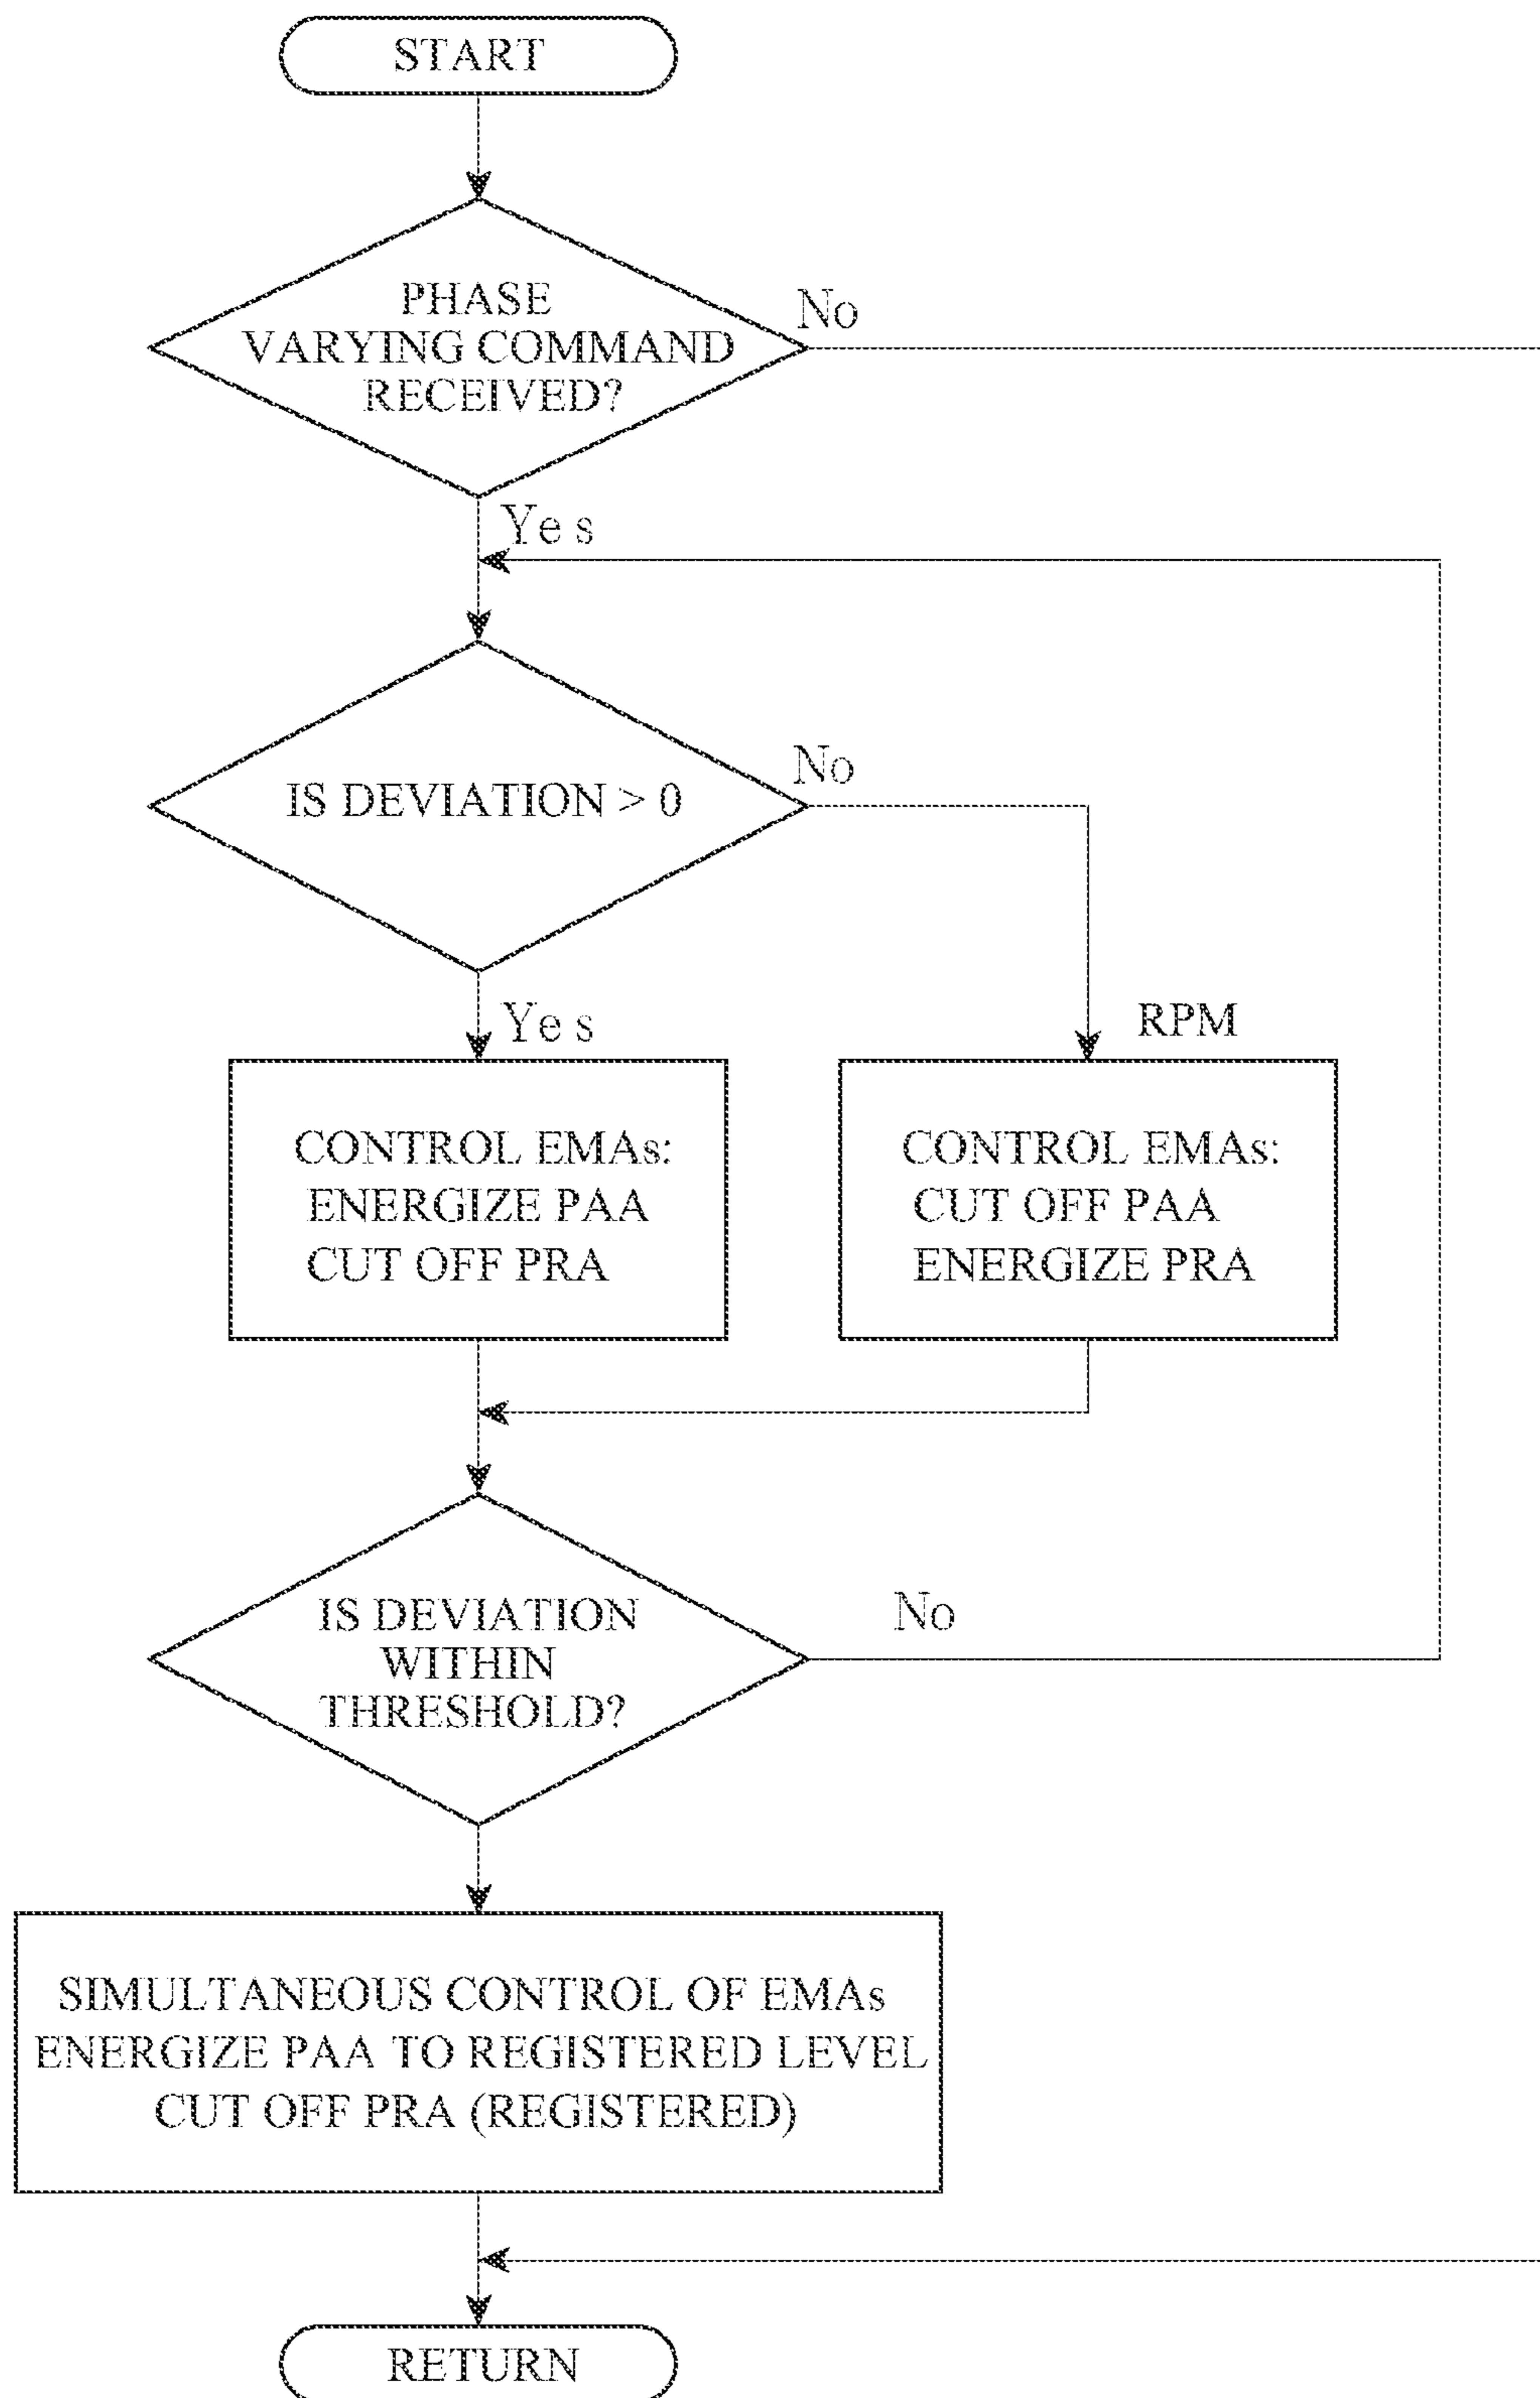 START
PHASE
VARYING COMMAND
RECEIVED?
No
Yes
IS DEVIATION > 0
No
Yes
RPM
CONTROL EMAs:
ENERGIZE PAA
CUT OFF PRA
CONTROL EMAs:
CUT OFF PAA
ENERGIZE PRA
IS DEVIATION
WITHIN
THRESHOLD?
No
SIMULTANEOUS CONTROL OF EMAs
ENERGIZE PAA TO REGISTERED LEVEL
CUT OFF PRA (REGISTERED)
RETURN